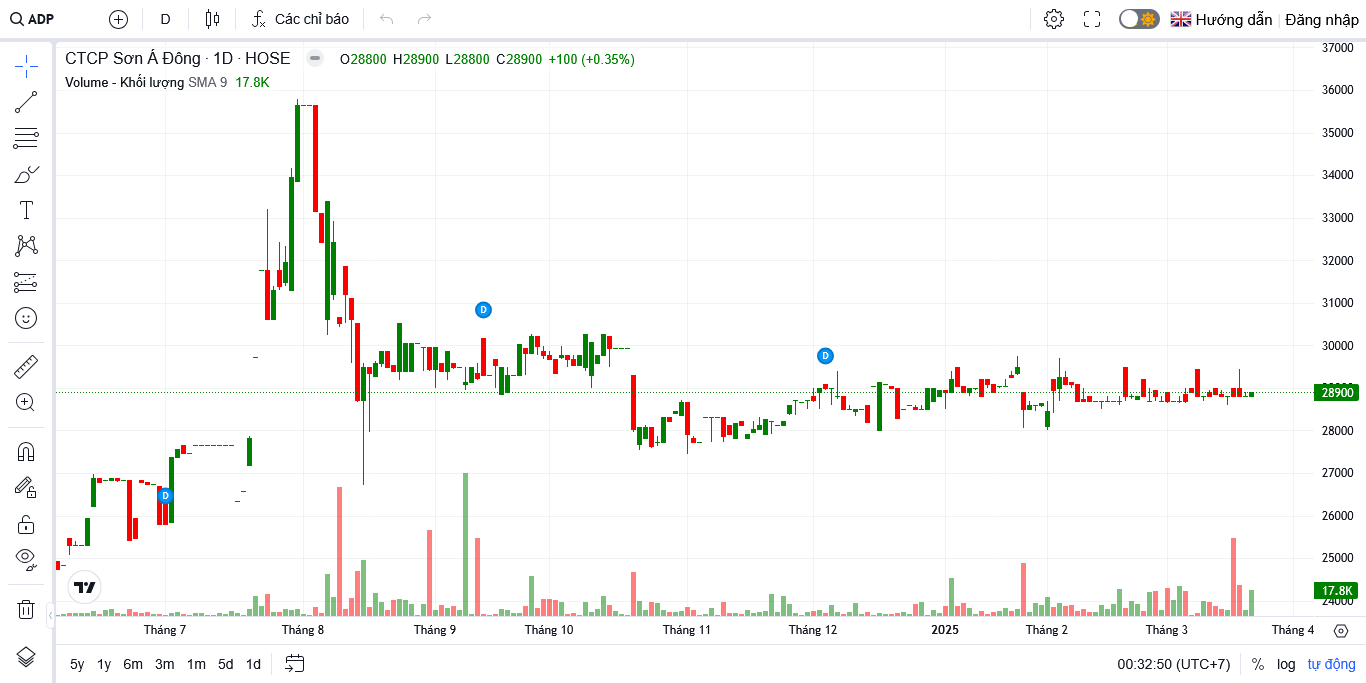 ADP D Các chỉ báo Hướng dẫn Đăng nhập
CTCP Sơn Á Đông · 1D · HOSE O28800 H28900 L28800 C28900 +100 (+0.35%)
Volume - Khối lượng SMA 9 17.8K
37000
36000
35000
34000
33000
32000
31000
30000
28900
28000
27000
26000
25000
17.8K
24000
D
D
D
Tháng 7 Tháng 8 Tháng 9 Tháng 10 Tháng 11 Tháng 12 2025 Tháng 2 Tháng 3 Tháng 4
5y 1y 6m 3m 1m 5d 1d 00:32:50 (UTC+7) % log tự động